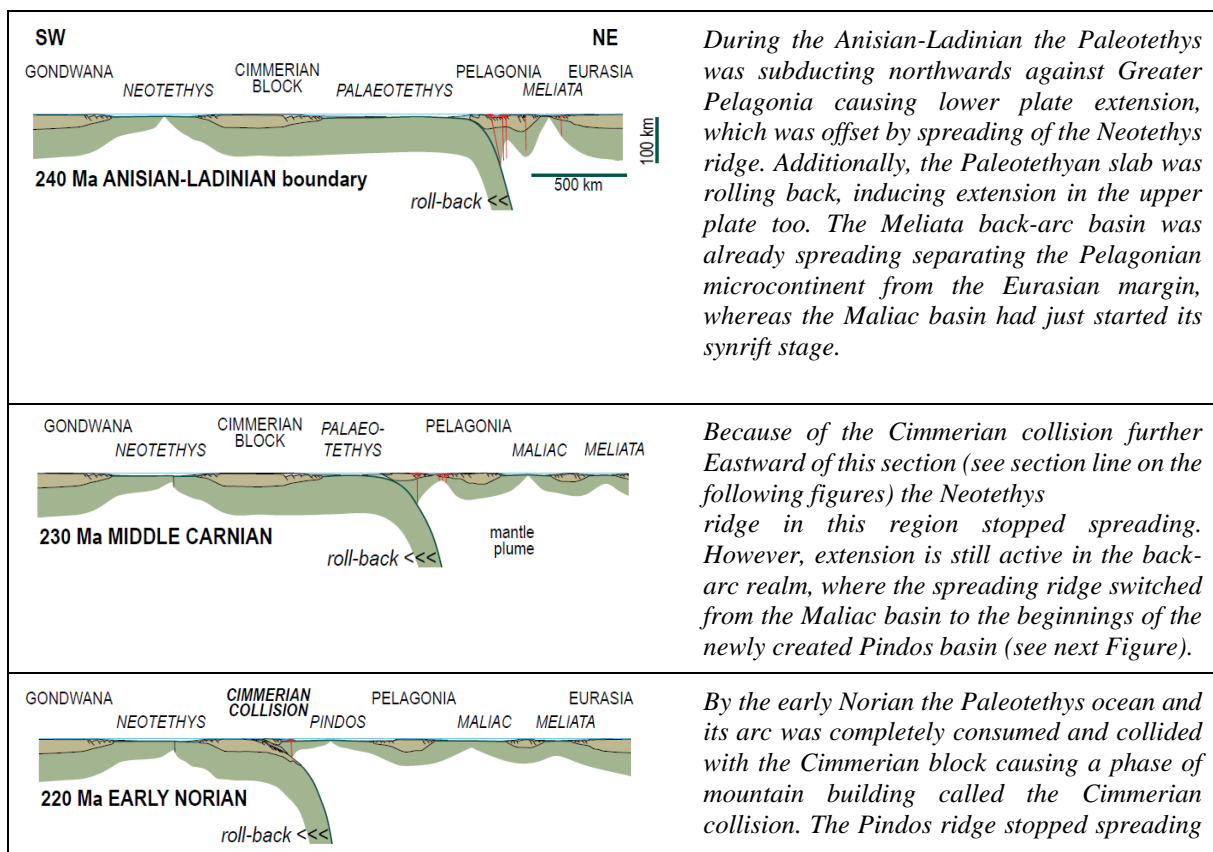 SW NE
GONDWANA CIMMERIAN BLOCK PELAGONIA EURASIA
NEOTETHYS PALAEOTETHYS MELIATA
100 km
240 Ma ANISIAN-LADINIAN boundary
500 km
roll-back <<
During the Anisian-Ladinian the Paleotethys
was subducting northwards against Greater
Pelagonia causing lower plate extension,
which was offset by spreading of the Neotethys
ridge. Additionally, the Paleotethyan slab was
rolling back, inducing extension in the upper
plate too. The Meliata back-arc basin was
already spreading separating the Pelagonian
microcontinent from the Eurasian margin,
whereas the Maliac basin had just started its
synrift stage.
GONDWANA CIMMERIAN BLOCK PALAEO-TETHYS PELAGONIA
NEOTETHYS MALIAC MELIATA
230 Ma MIDDLE CARNIAN
mantle
plume
roll-back <<<
Because of the Cimmerian collision further
Eastward of this section (see section line on the
following figures) the Neotethys
ridge in this region stopped spreading.
However, extension is still active in the back-
arc realm, where the spreading ridge switched
from the Maliac basin to the beginnings of the
newly created Pindos basin (see next Figure).
GONDWANA CIMMERIAN COLLISION PELAGONIA EURASIA
NEOTETHYS PINDOS MALIAC MELIATA
220 Ma EARLY NORIAN
roll-back <<<
By the early Norian the Paleotethys ocean and
its arc was completely consumed and collided
with the Cimmerian block causing a phase of
mountain building called the Cimmerian
collision. The Pindos ridge stopped spreading